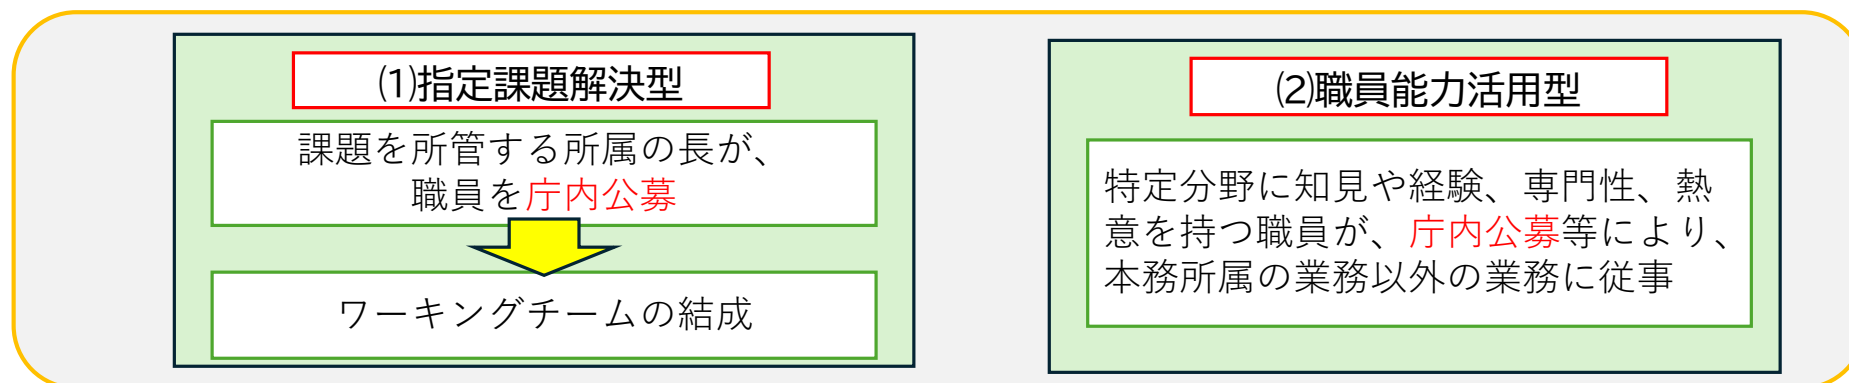 ⑴指定課題解決型
課題を所管する所属の長が、
職員を庁内公募
ワーキングチームの結成
⑵職員能力活用型
特定分野に知見や経験、専門性、熱
意を持つ職員が、庁内公募等により、
本務所属の業務以外の業務に従事